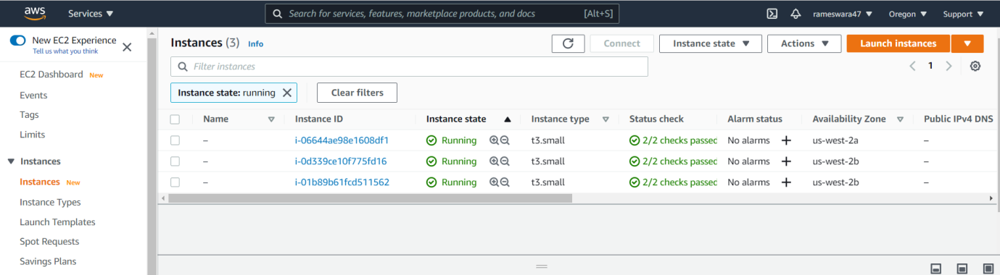 aws Services ▼ Search for services, features, marketplace products, and docs [Alt+S] rameswara47 ▼ Oregon ▼ Support ▼
New EC2 Experience
Tell us what you think
EC2 Dashboard New
Events
Tags
Limits
Instances
Instances New
Instance Types
Launch Templates
Spot Requests
Savings Plans
Instances (3) Info Connect Instance state ▼ Actions ▼ Launch instances ▼
Filter instances 1
Instance state: running Clear filters
Name Instance ID Instance state Instance type Status check Alarm status Availability Zone Public IPv4 DNS
– i-06644ae98e1608df1 Running t3.small 2/2 checks passed No alarms + us-west-2a –
– i-0d339ce10f775fd16 Running t3.small 2/2 checks passed No alarms + us-west-2b –
– i-01b89b61fcd511562 Running t3.small 2/2 checks passed No alarms + us-west-2b –